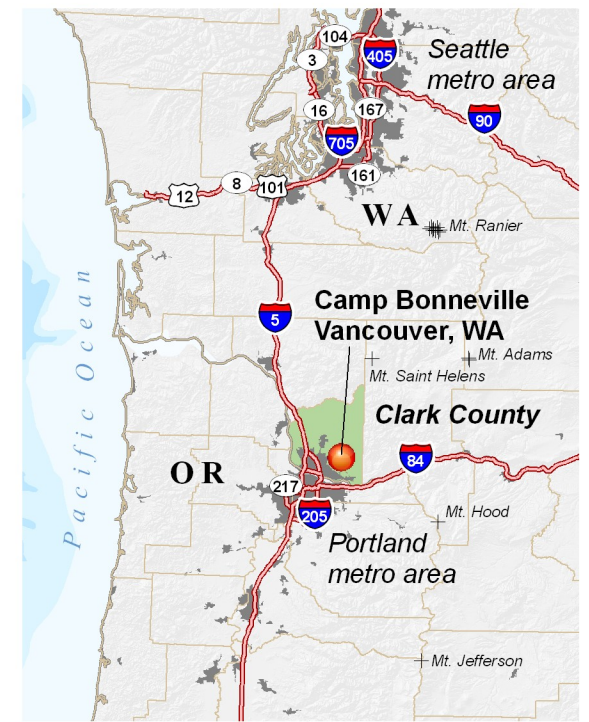 104
3
405
Seattle
metro area
16
167
90
705
161
12
8
101
WA
Mt. Ranier
Pacific Ocean
5
Camp Bonneville
Vancouver, WA
Mt. Adams
Mt. Saint Helens
Clark County
OR
84
217
205
Mt. Hood
Portland
metro area
Mt. Jefferson